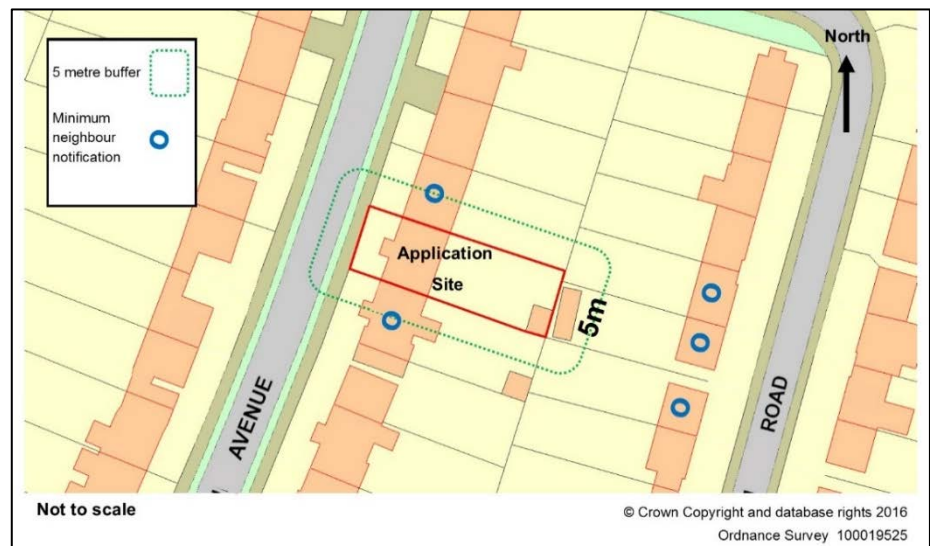 5 metre buffer
Minimum
neighbour
notification
North
Application
Site
5m
AVENUE
ROAD
Not to scale
© Crown Copyright and database rights 2016
Ordnance Survey 100019525